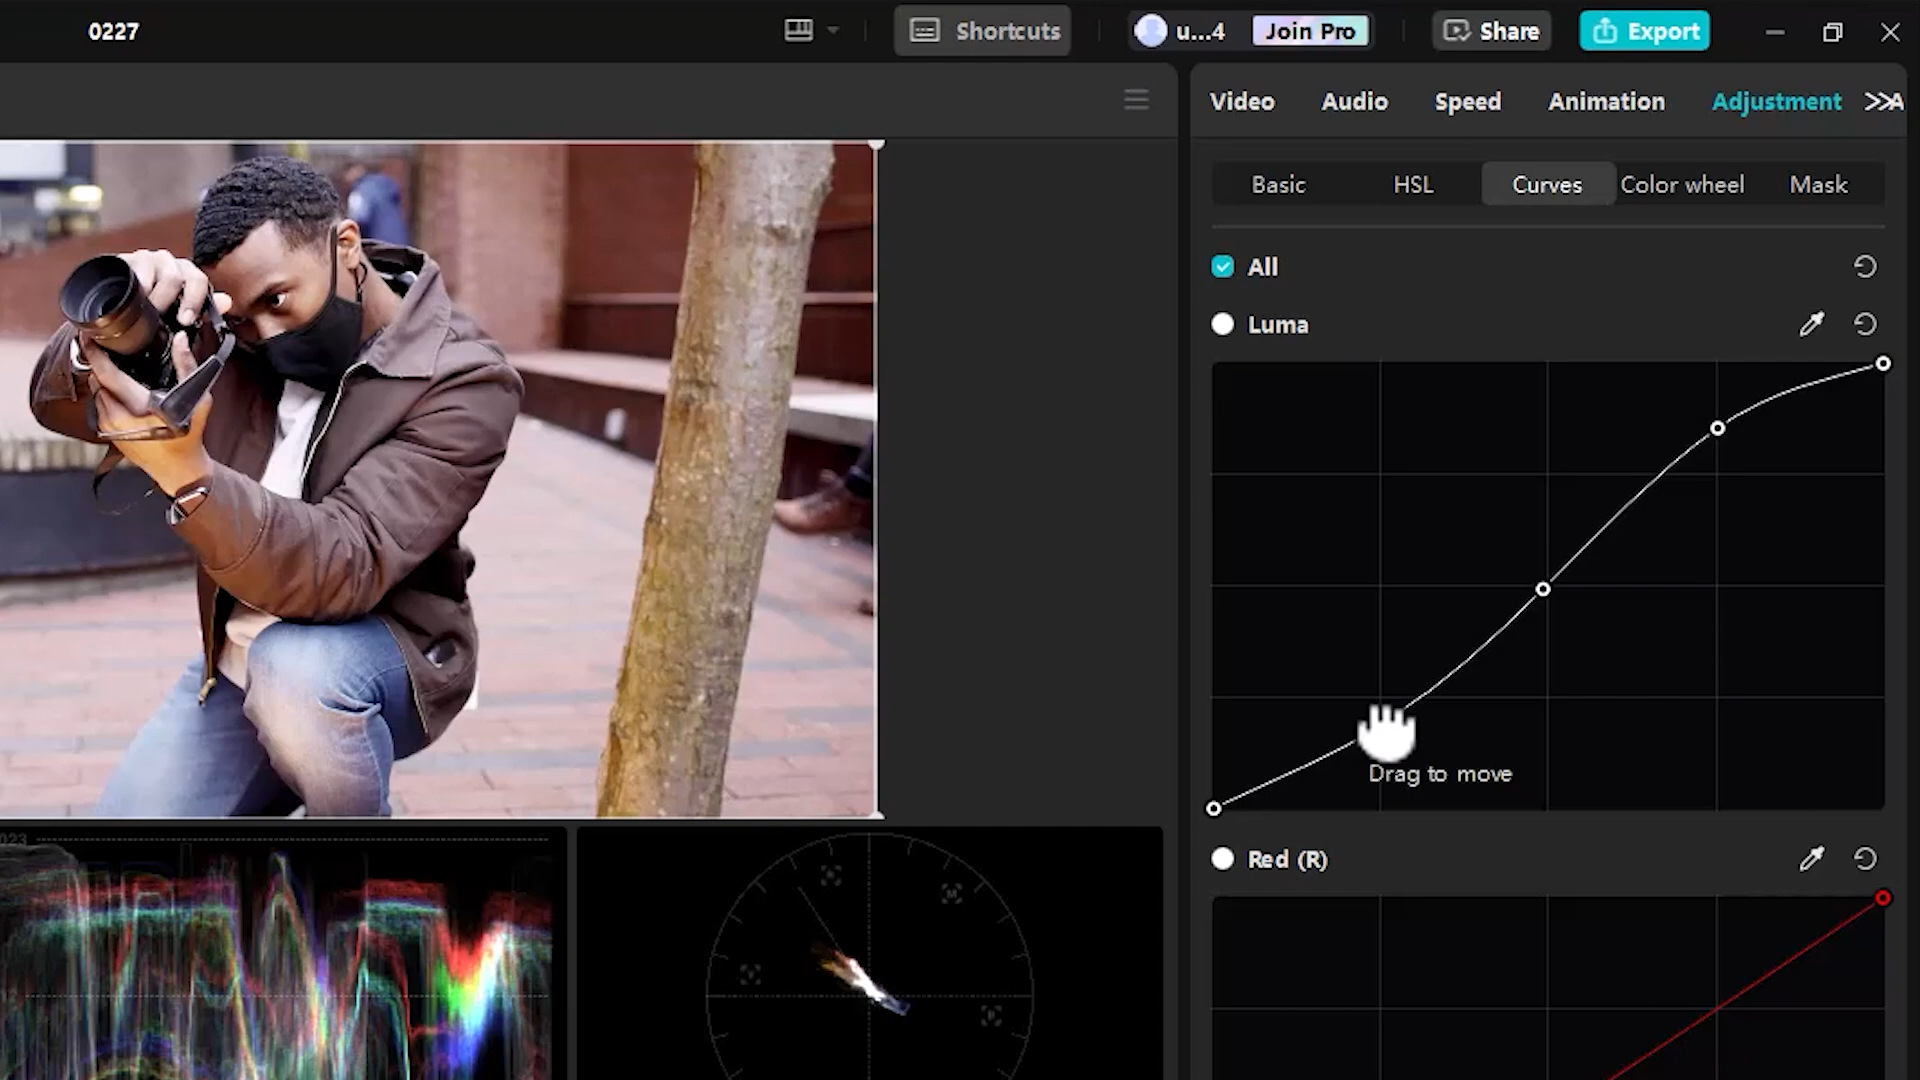 0227
Shortcuts
u...4
Join Pro
Share
Export
Video
Audio
Speed
Animation
Adjustment
A
Basic
HSL
Curves
Color wheel
Mask
All
Luma
Drag to move
Red (R)
023
M